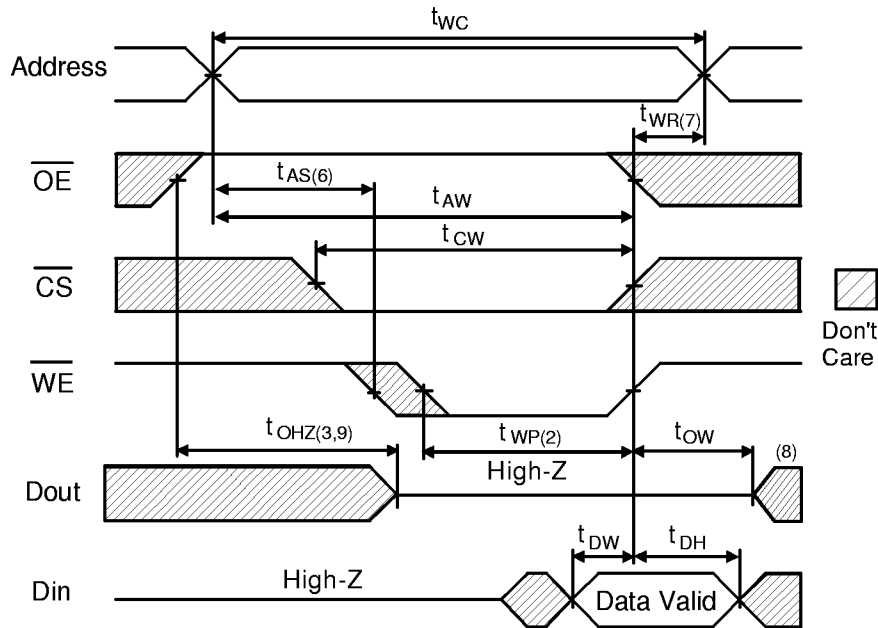 tWC
Address
tWR(7)
OE
tAS(6)
tAW
tCW
CS
Don't
Care
WE
tOHZ(3,9)
tWP(2)
tOW
(8)
High-Z
Dout
tDW
tDH
High-Z
Din
Data Valid